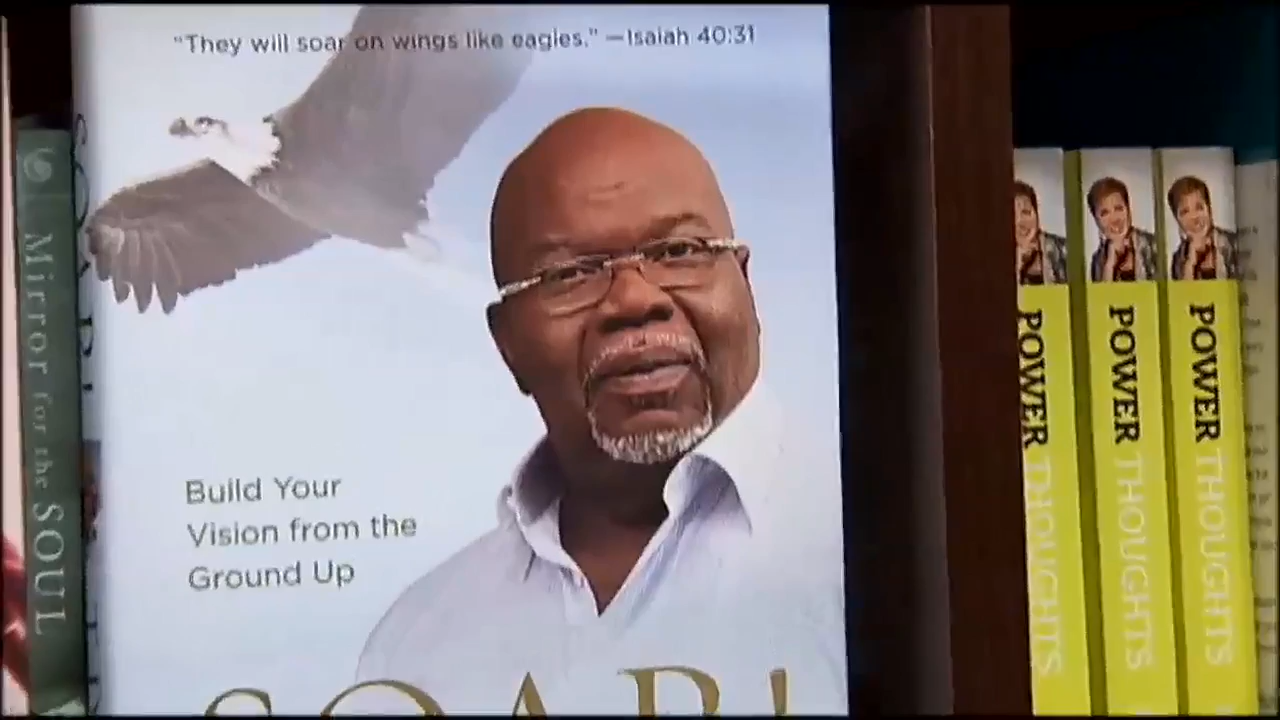 "They will soar on wings like eagles." —Isaiah 40:31
Build Your
Vision from the
Ground Up
SOAR!
Mirror for the SOUL
POWER THOUGHTS
POWER THOUGHTS
POWER THOUGHTS